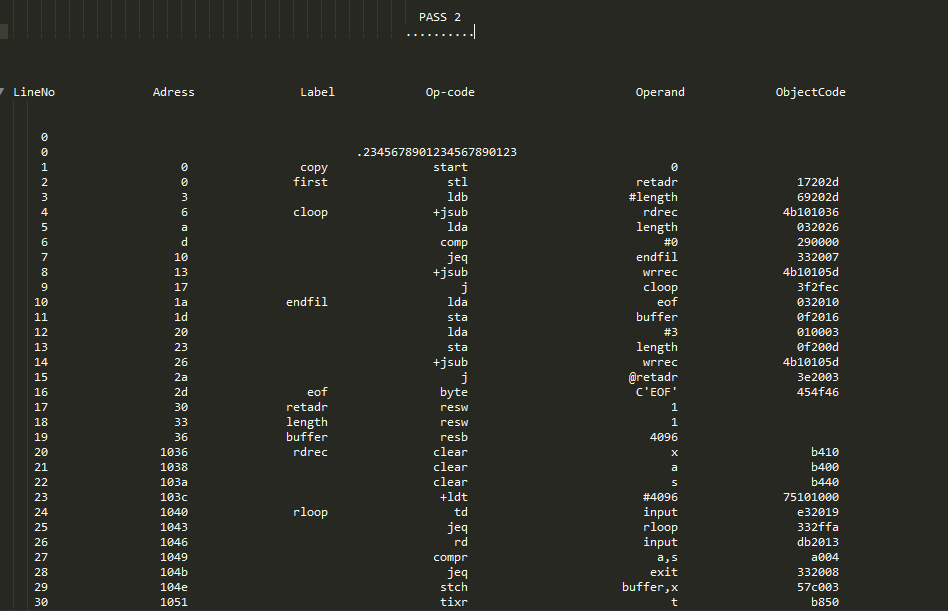 PASS 2
..........
LineNo Adress Label Op-code Operand ObjectCode
0
0 .2345678901234567890123
1 0 copy start 0
2 0 first stl retadr 17202d
3 3 ldb #length 69202d
4 6 cloop +jsub rdrec 4b101036
5 a lda length 032026
6 d comp #0 290000
7 10 jeq endfil 332007
8 13 +jsub wrrec 4b10105d
9 17 j cloop 3f2fec
10 1a endfil lda eof 032010
11 1d sta buffer 0f2016
12 20 lda #3 010003
13 23 sta length 0f200d
14 26 +jsub wrrec 4b10105d
15 2a j @retadr 3e2003
16 2d eof byte C'EOF' 454f46
17 30 retadr resw 1
18 33 length resw 1
19 36 buffer resb 4096
20 1036 rdrec clear x b410
21 1038 clear a b400
22 103a clear s b440
23 103c +ldt #4096 75101000
24 1040 rloop td input e32019
25 1043 jeq rloop 332ffa
26 1046 rd input db2013
27 1049 compr a,s a004
28 104b jeq exit 332008
29 104e stch buffer,x 57c003
30 1051 tixr t b850